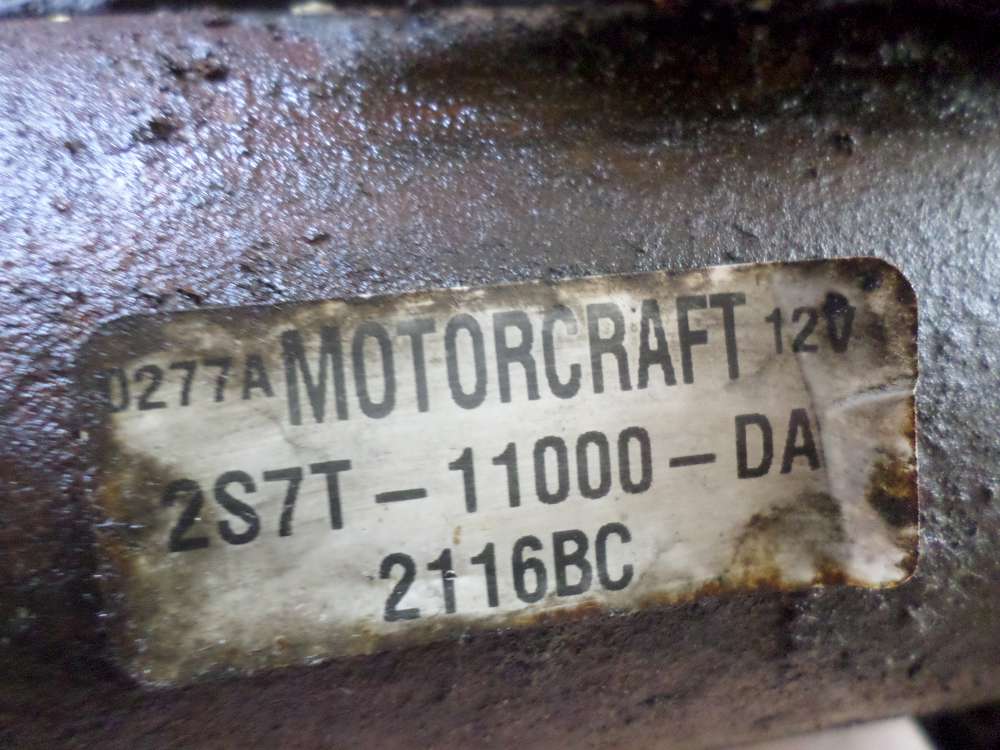 0277A MOTORCRAFT 12V
2S7T-11000-DA
2116BC